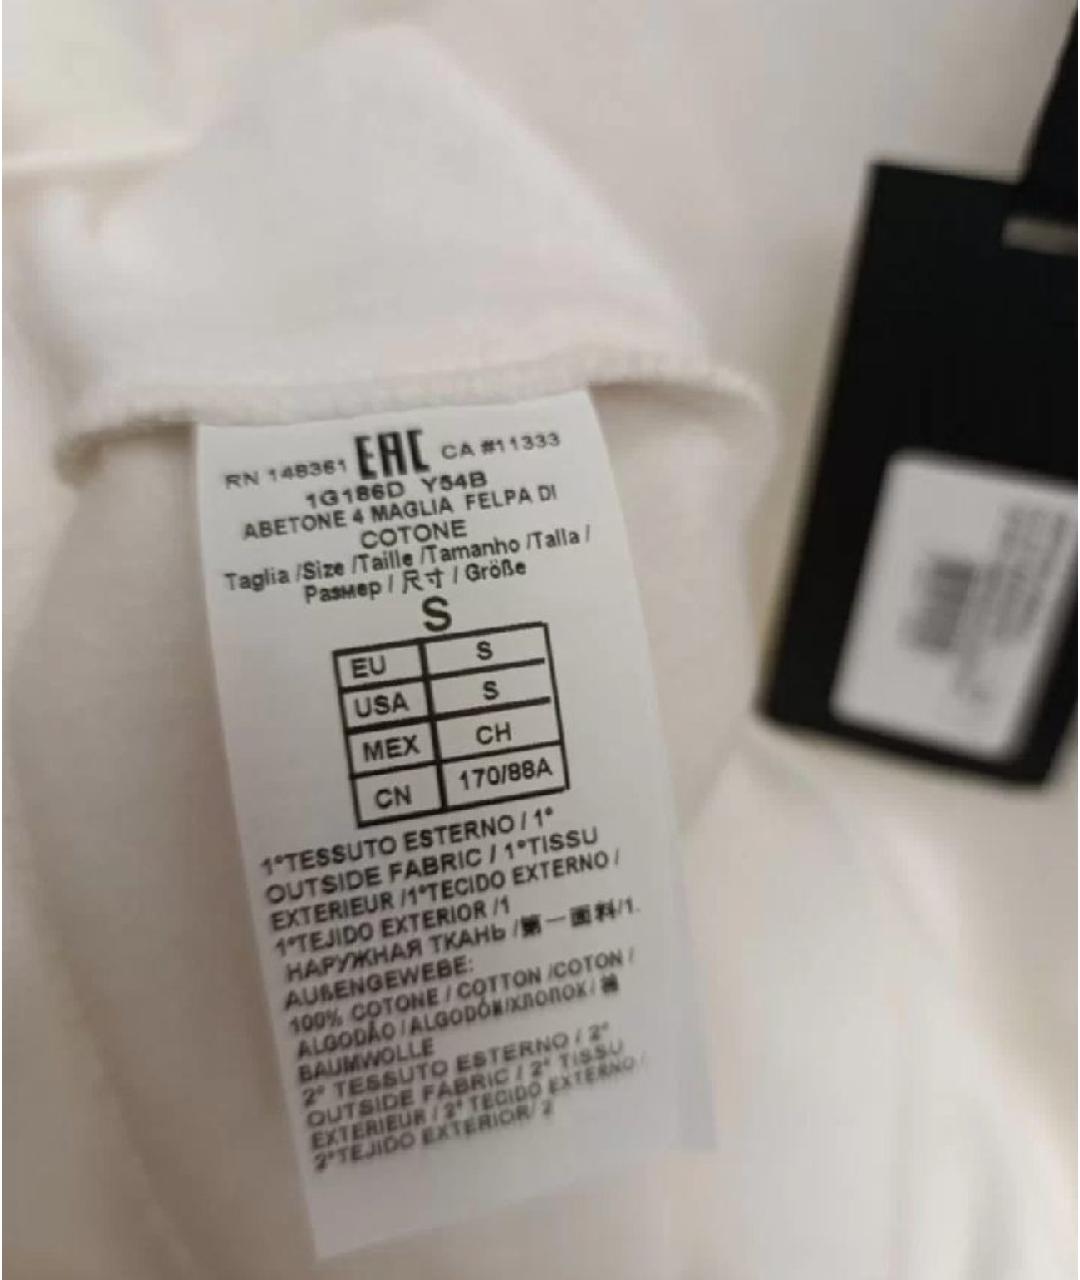 RN 148361 EAC CA #11333
1G186D Y54B
ABETONE 4 MAGLIA FELPA DI
COTONE
Taglia /Size /Taille /Tamanho /Talla /
Размер / 尺寸 / Größe
S
EU S
USA S
MEX CH
CN 170/88A
1°TESSUTO ESTERNO / 1°
OUTSIDE FABRIC / 1°TISSU
EXTERIEUR /1°TECIDO EXTERNO /
1°TEJIDO EXTERIOR /1
НАРУЖНАЯ ТКАНЬ /第一面料/1.
AUßENGEWEBE:
100% COTONE / COTTON /COTON /
ALGODÃO / ALGODÓN/ХЛОПОК/ 棉
BAUMWOLLE
2° TESSUTO ESTERNO / 2°
OUTSIDE FABRIC / 2° TISSU
EXTERIEUR / 2° TECIDO EXTERNO /
2°TEJIDO EXTERIOR/ 2